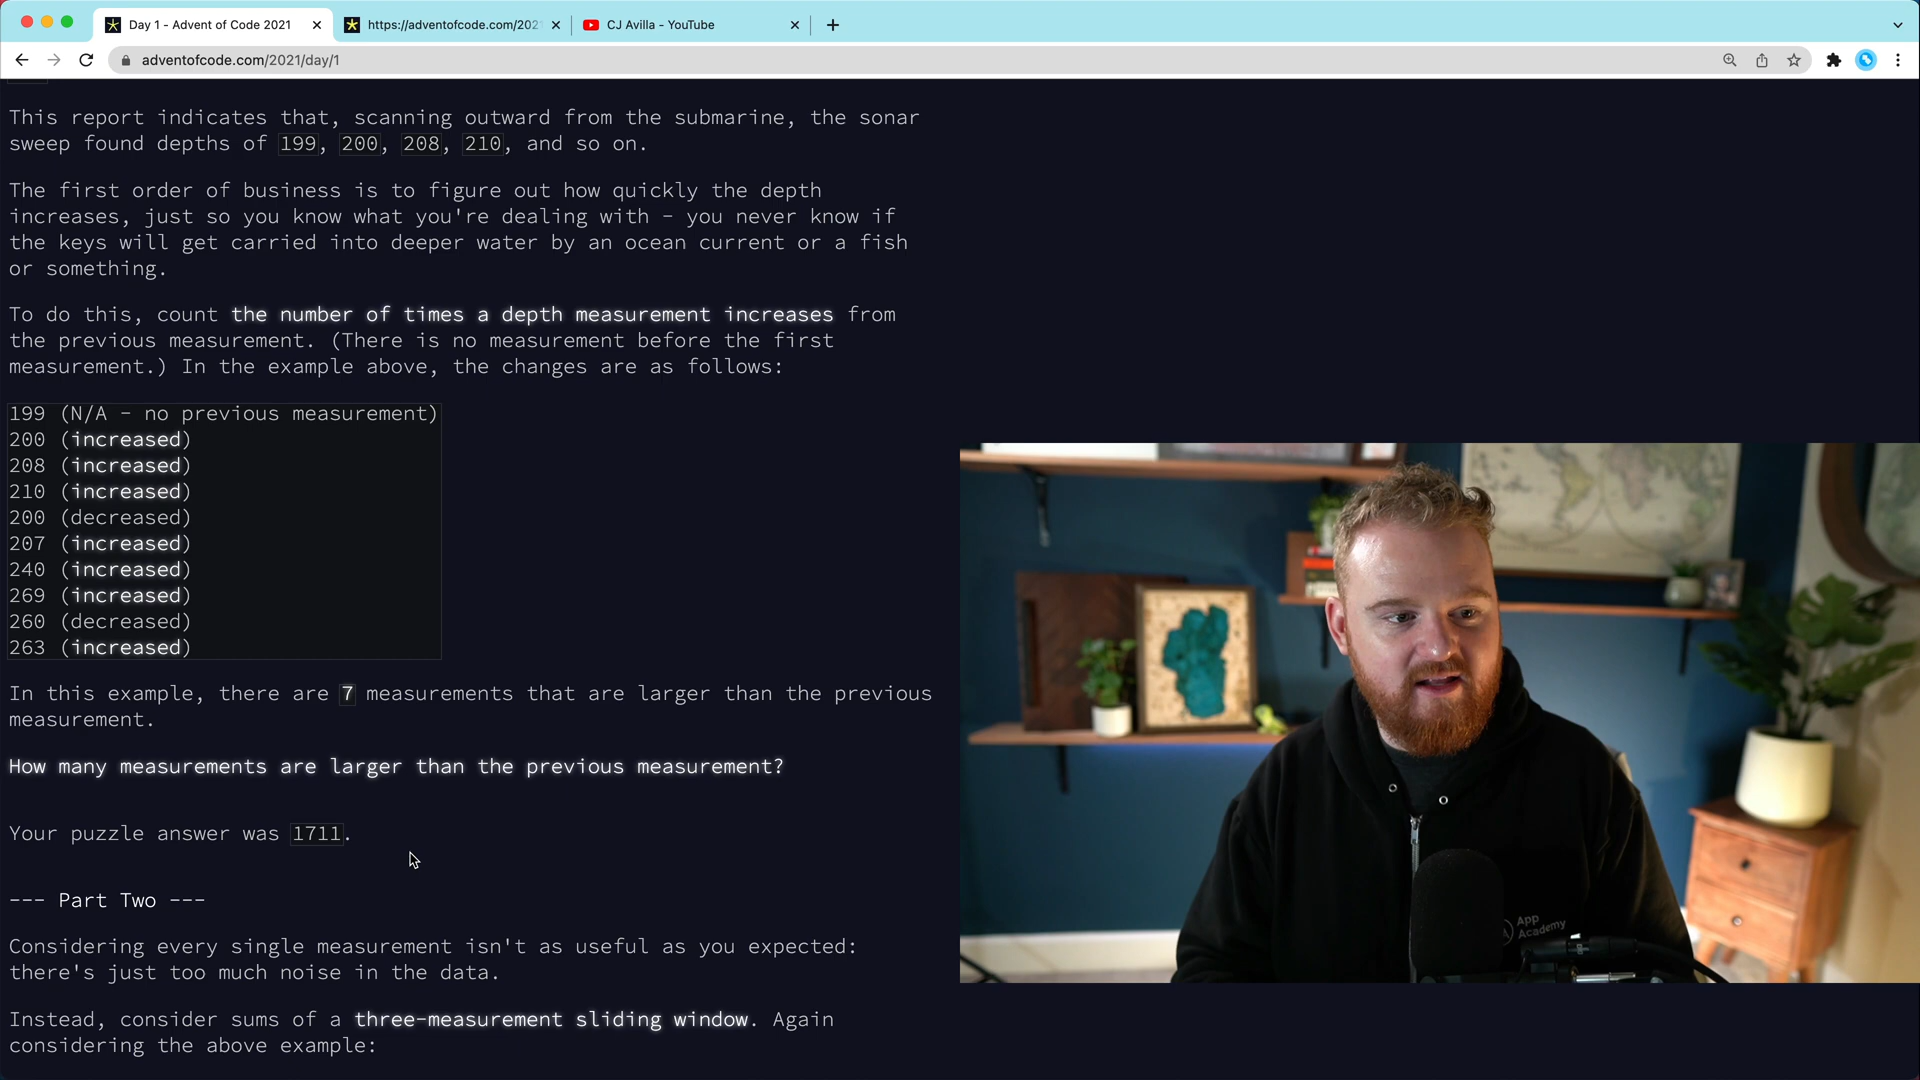 Day 1 - Advent of Code 2021
https://adventofcode.com/202
CJ Avilla - YouTube
adventofcode.com/2021/day/1
This report indicates that, scanning outward from the submarine, the sonar
sweep found depths of 199, 200, 208, 210, and so on.
The first order of business is to figure out how quickly the depth
increases, just so you know what you're dealing with - you never know if
the keys will get carried into deeper water by an ocean current or a fish
or something.
To do this, count the number of times a depth measurement increases from
the previous measurement. (There is no measurement before the first
measurement.) In the example above, the changes are as follows:
199 (N/A - no previous measurement)
200 (increased)
208 (increased)
210 (increased)
200 (decreased)
207 (increased)
240 (increased)
269 (increased)
260 (decreased)
263 (increased)
In this example, there are 7 measurements that are larger than the previous
measurement.
How many measurements are larger than the previous measurement?
Your puzzle answer was 1711.
--- Part Two ---
Considering every single measurement isn't as useful as you expected:
there's just too much noise in the data.
Instead, consider sums of a three-measurement sliding window. Again
considering the above example:
App
Academy